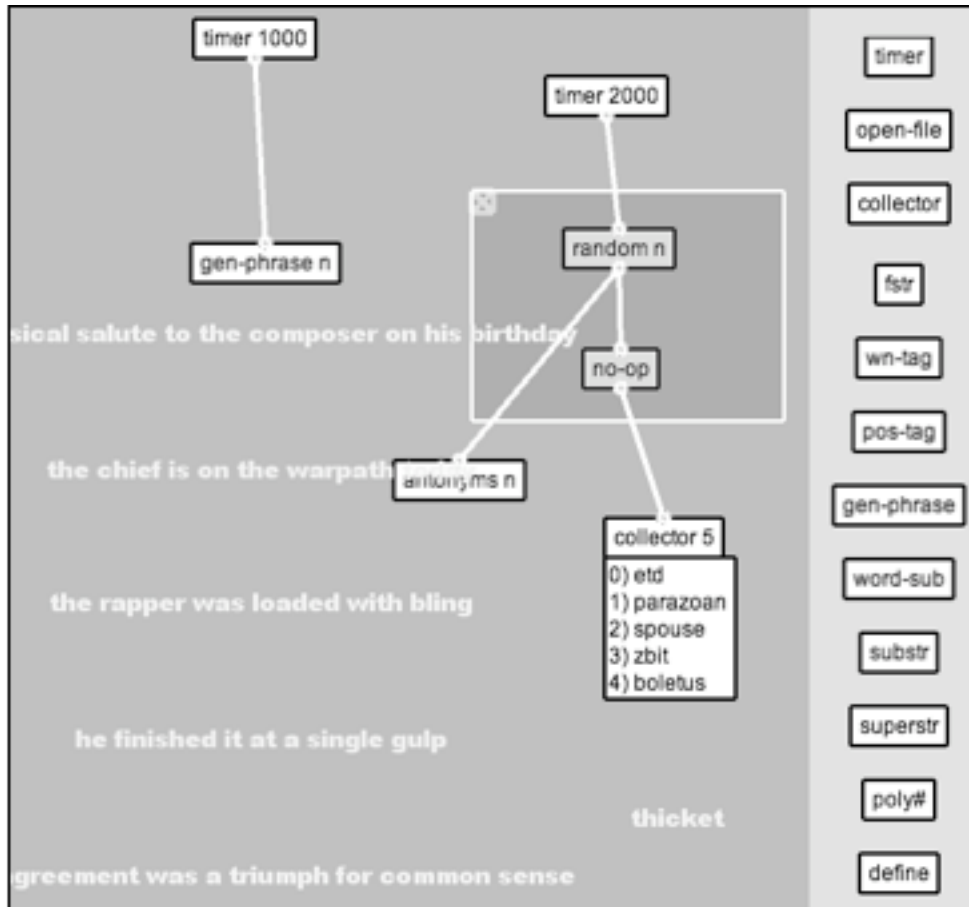 timer 1000
timer 2000
random n
gen-phrase n
sical salute to the composer on his birthday
no-op
the chief is on the warpath
antonyms n
collector 5
0) etd
1) parazoan
2) spouse
3) zbit
4) boletus
the rapper was loaded with bling
he finished it at a single gulp
thicket
greement was a triumph for common sense
timer
open-file
collector
fstr
wn-tag
pos-tag
gen-phrase
word-sub
substr
superstr
poly#
define